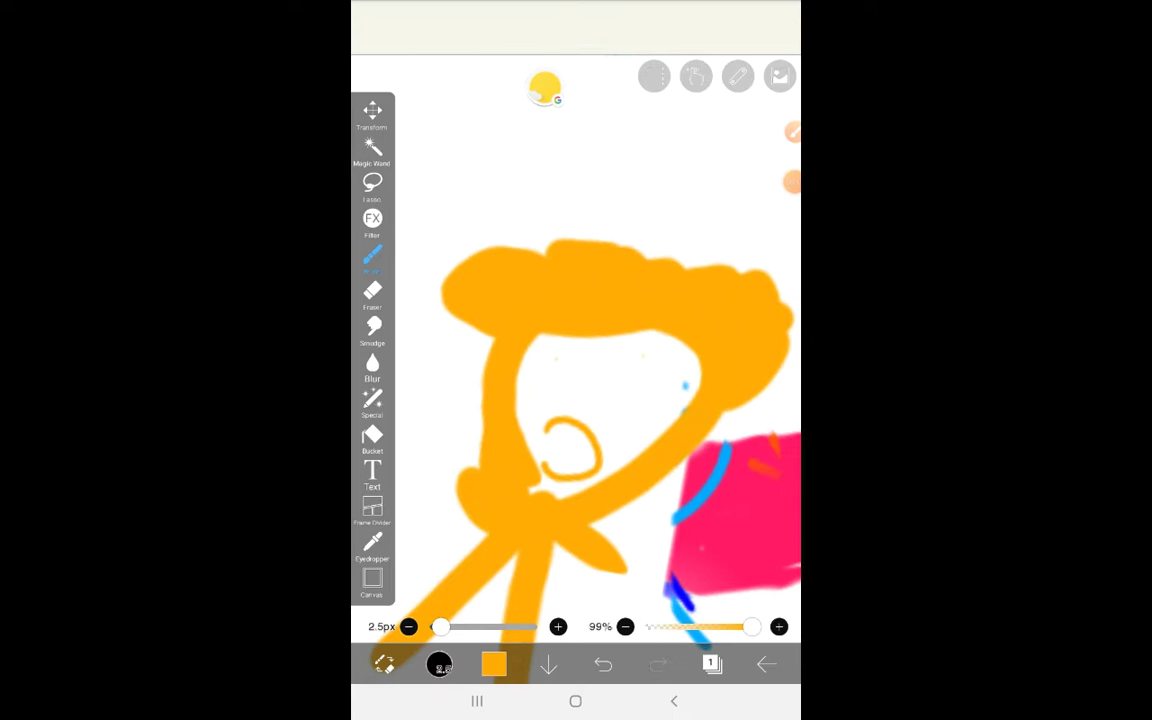 G
Transform
Magic Wand
Lasso
FX
Filter
Eraser
Smudge
Blur
Special
Bucket
T
Text
Frame Divider
Eyedropper
Canvas
2.5px
99%
1